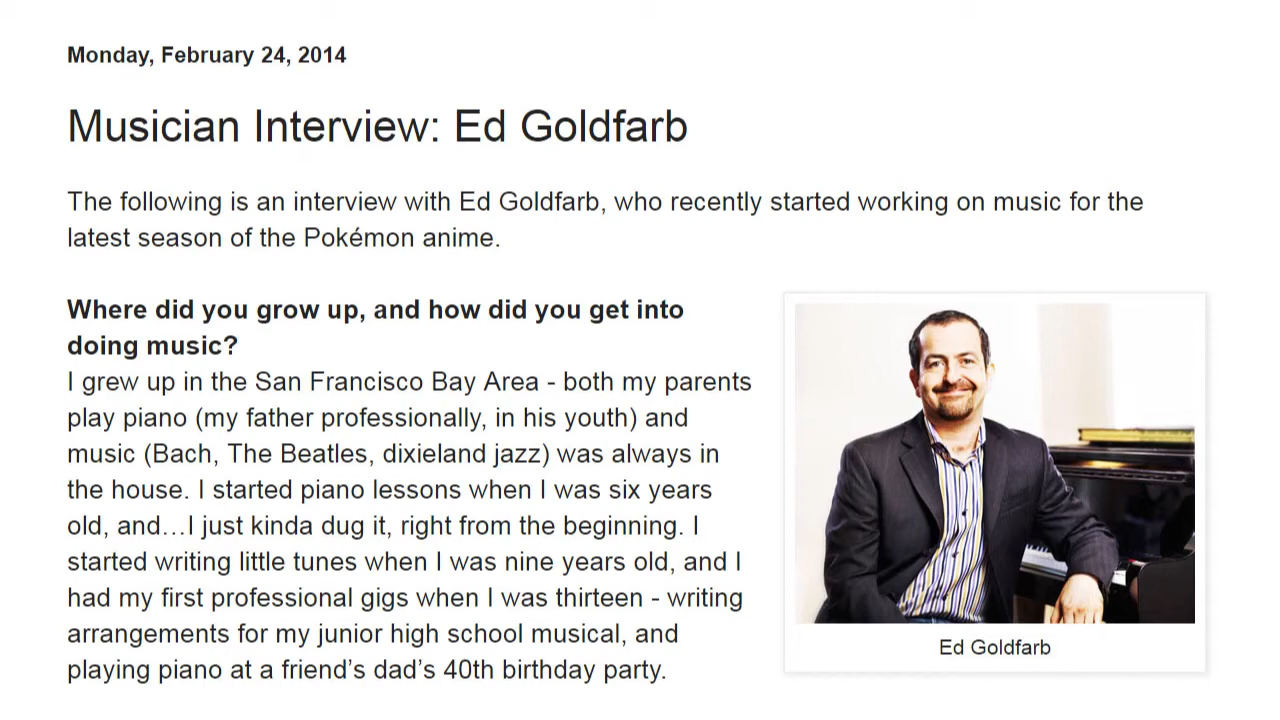 Monday, February 24, 2014
Musician Interview: Ed Goldfarb
The following is an interview with Ed Goldfarb, who recently started working on music for the
latest season of the Pokémon anime.
Where did you grow up, and how did you get into
doing music?
I grew up in the San Francisco Bay Area - both my parents
play piano (my father professionally, in his youth) and
music (Bach, The Beatles, dixieland jazz) was always in
the house. I started piano lessons when I was six years
old, and…I just kinda dug it, right from the beginning. I
started writing little tunes when I was nine years old, and I
had my first professional gigs when I was thirteen - writing
arrangements for my junior high school musical, and
playing piano at a friend’s dad’s 40th birthday party.
Ed Goldfarb